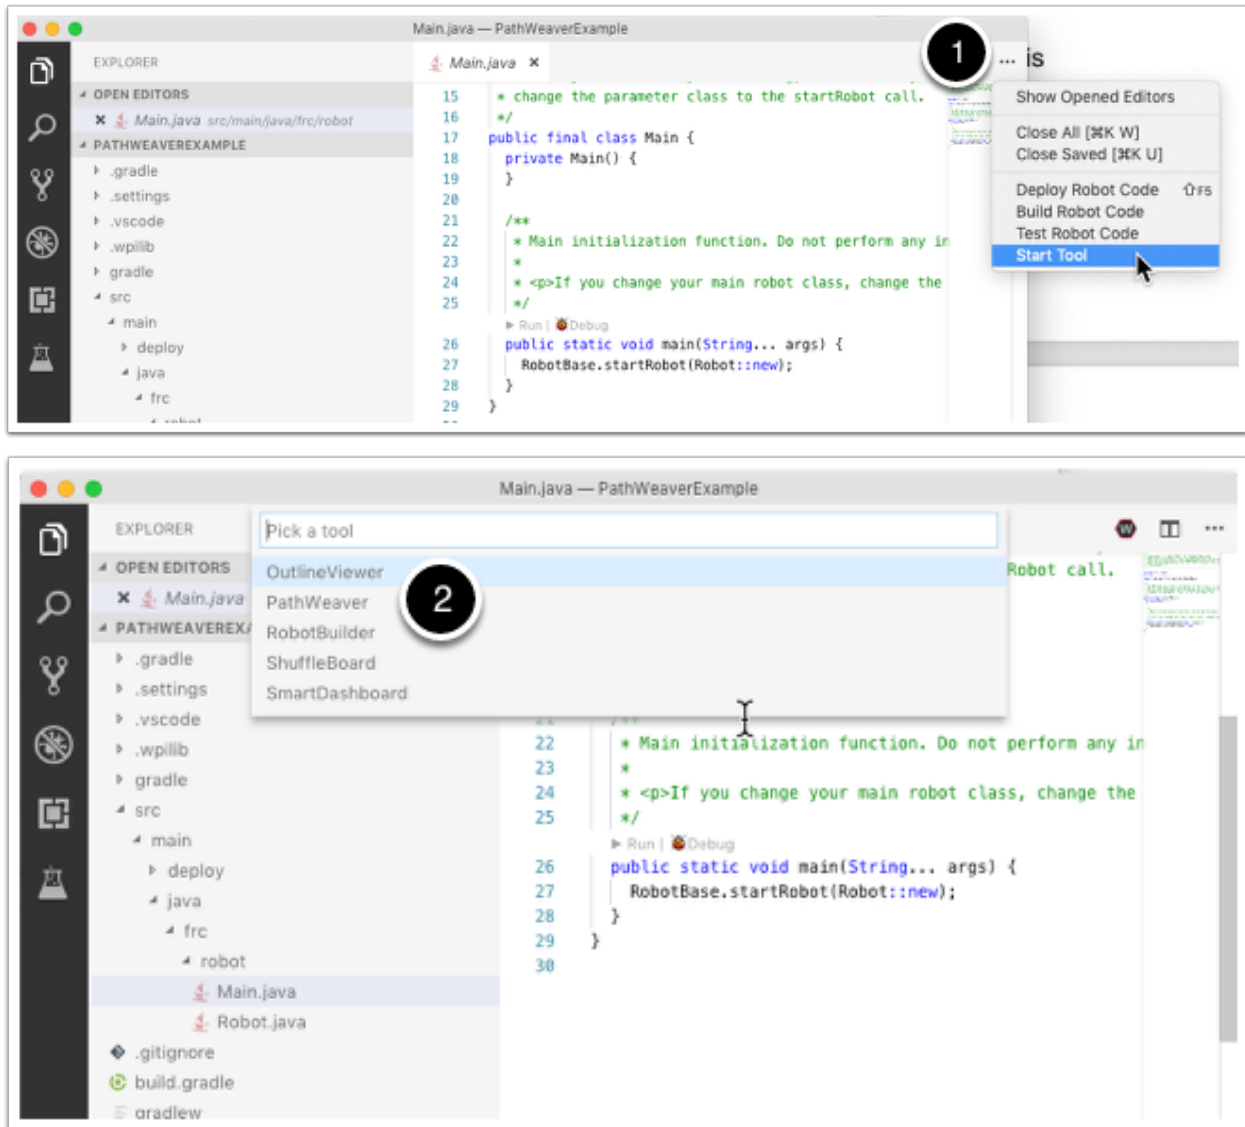 Main.java — PathWeaverExample
EXPLORER
Main.java ×
1
... is
OPEN EDITORS
× Main.java src/main/java/frc/robot
PATHWEAVEREXAMPLE
.gradle
.settings
.vscode
.wpilib
gradle
src
main
deploy
java
frc
15 * change the parameter class to the startRobot call.
16 */
17 public final class Main {
18 private Main() {
19 }
20
21 /**
22 * Main initialization function. Do not perform any in
23 *
24 * <p>If you change your main robot class, change the
25 */
Run | Debug
26 public static void main(String... args) {
27 RobotBase.startRobot(Robot::new);
28 }
29 }
Show Opened Editors
Close All [⌘K W]
Close Saved [⌘K U]
Deploy Robot Code ⇧F5
Build Robot Code
Test Robot Code
Start Tool
Main.java — PathWeaverExample
EXPLORER
Pick a tool
W ...
OPEN EDITORS
× Main.java
PATHWEAVEREX
.gradle
.settings
.vscode
.wpilib
gradle
src
main
deploy
java
frc
robot
Main.java
Robot.java
.gitignore
build.gradle
gradlew
OutlineViewer
PathWeaver
RobotBuilder
ShuffleBoard
SmartDashboard
2
Robot call.
22 * Main initialization function. Do not perform any in
23 *
24 * <p>If you change your main robot class, change the
25 */
Run | Debug
26 public static void main(String... args) {
27 RobotBase.startRobot(Robot::new);
28 }
29 }
30